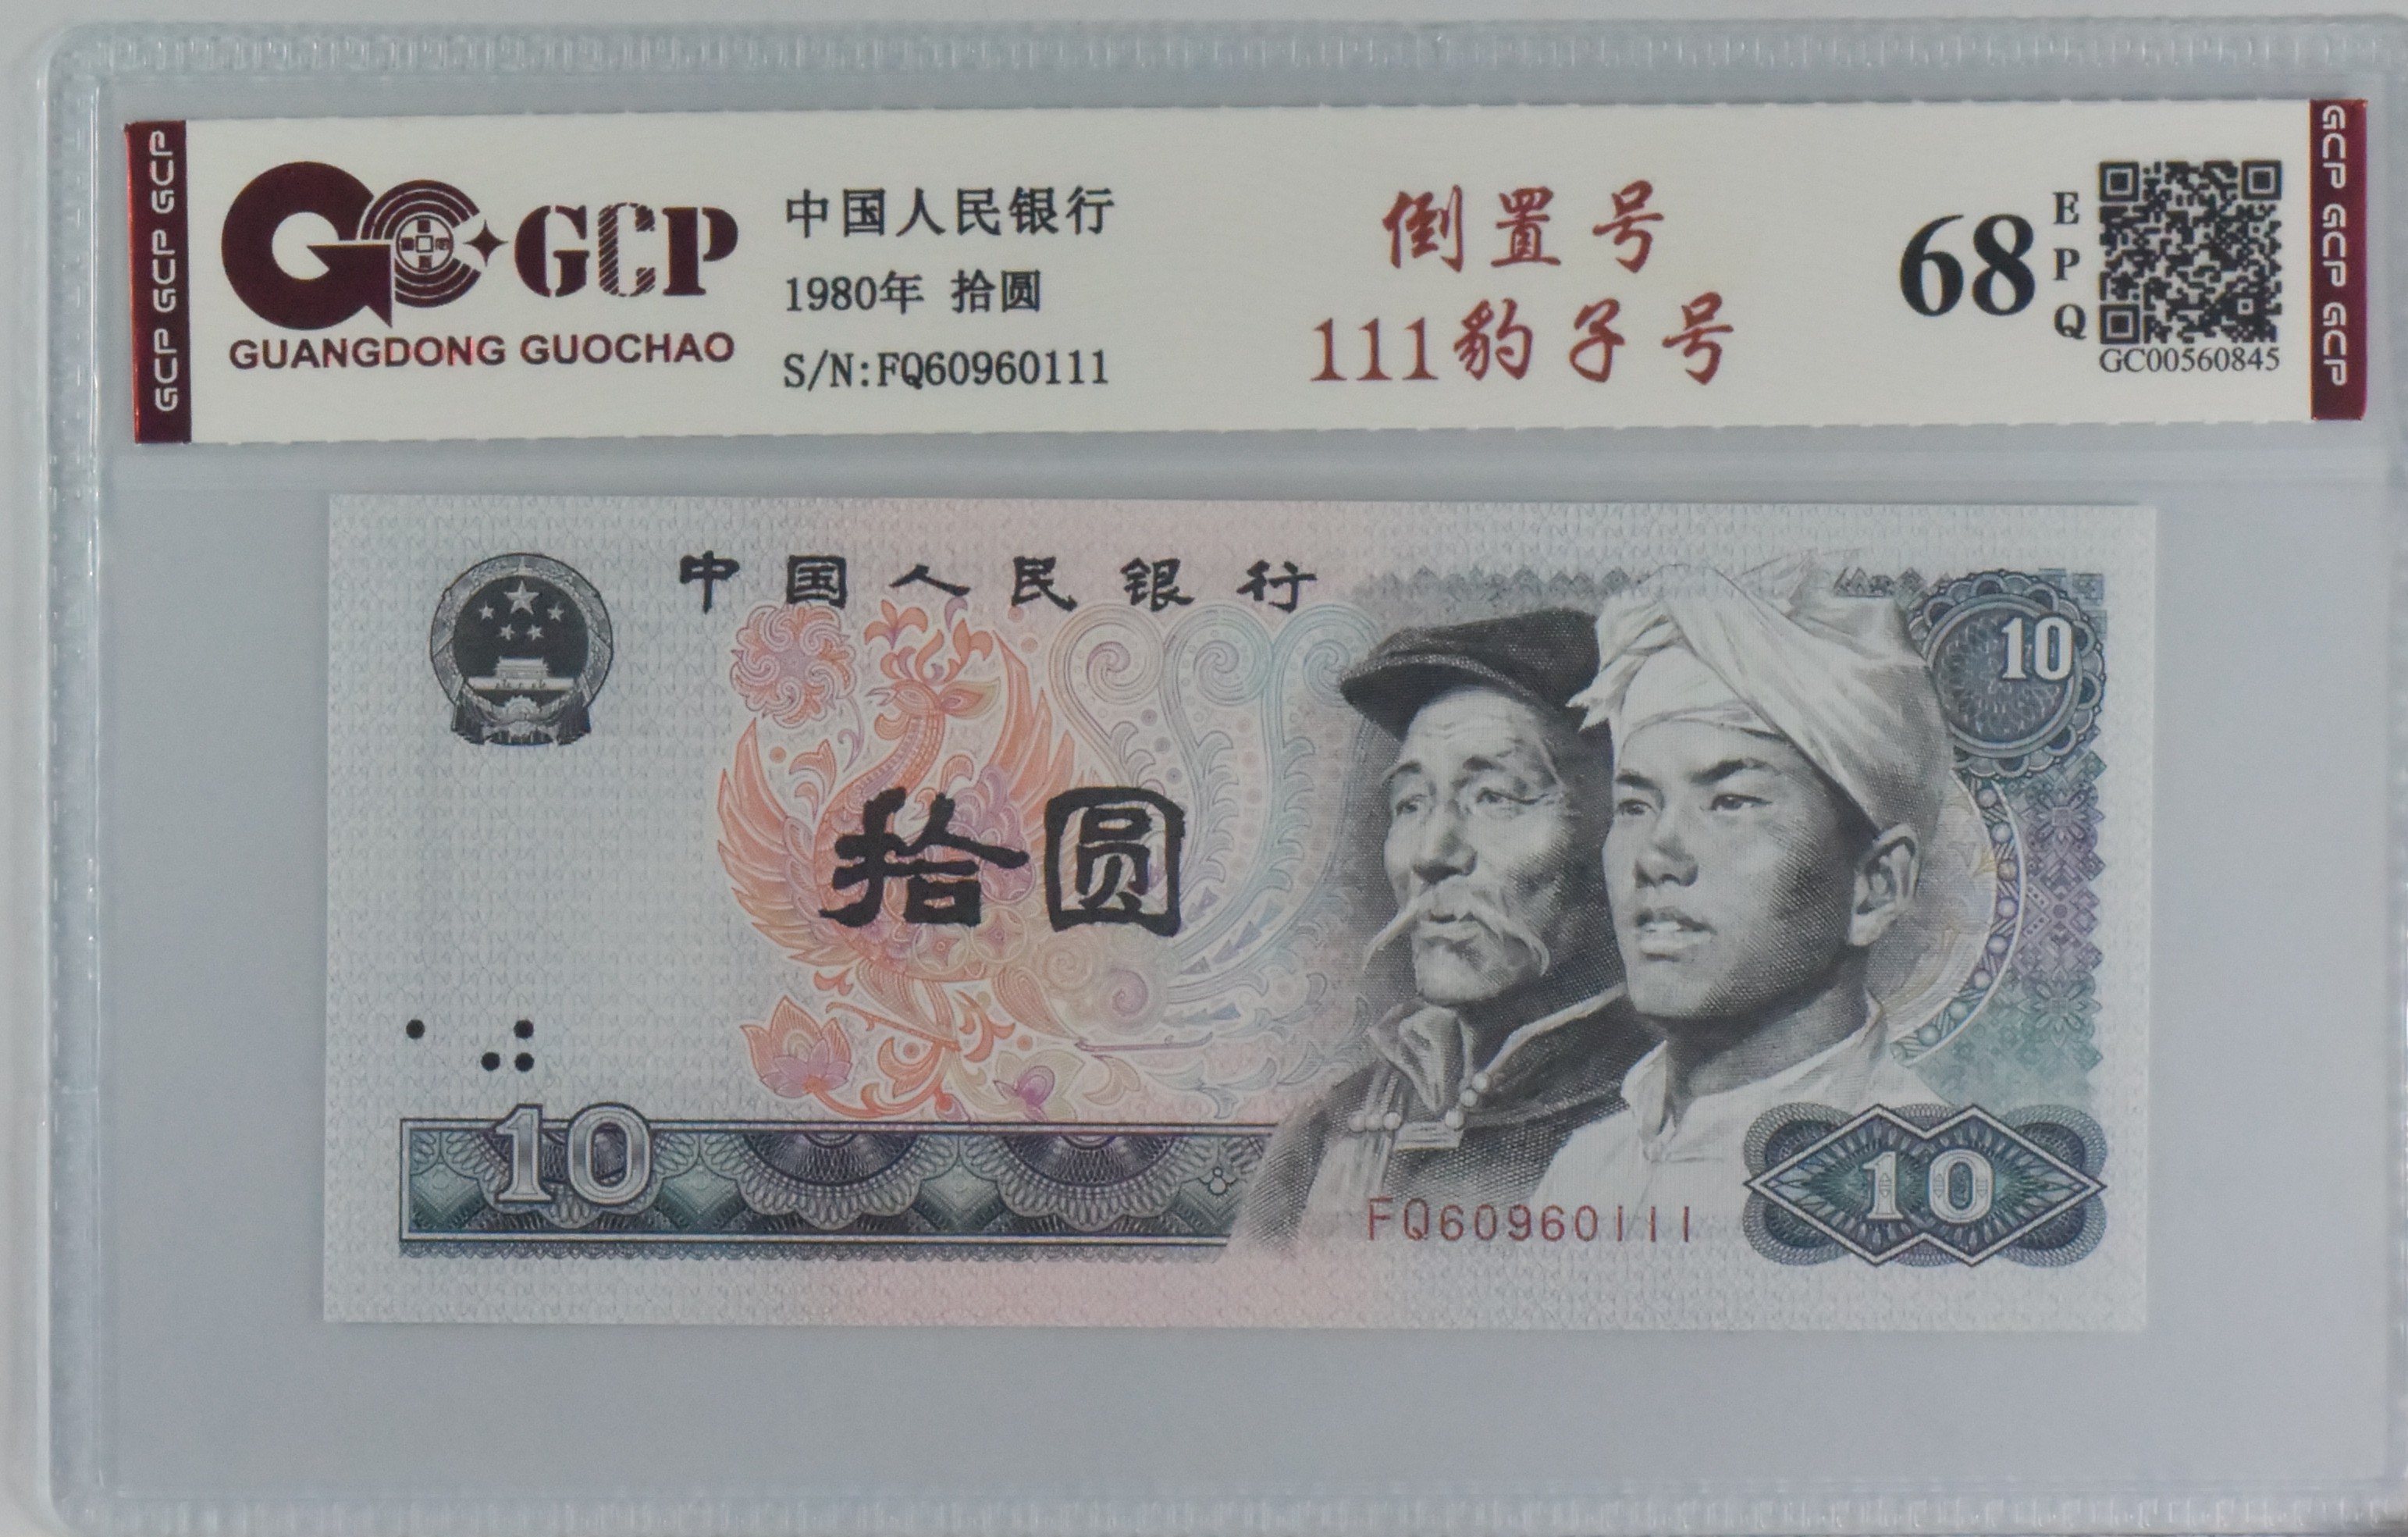 GCP GCP GCP
GCP
GUANGDONG GUOCHAO
中国人民银行
1980年 拾圆
S/N:FQ60960111
倒置号
111豹子号
68
EPQ
GC00560845
GCP GCP GCP
中国人民银行
10
拾圆
10
FQ60960111
10